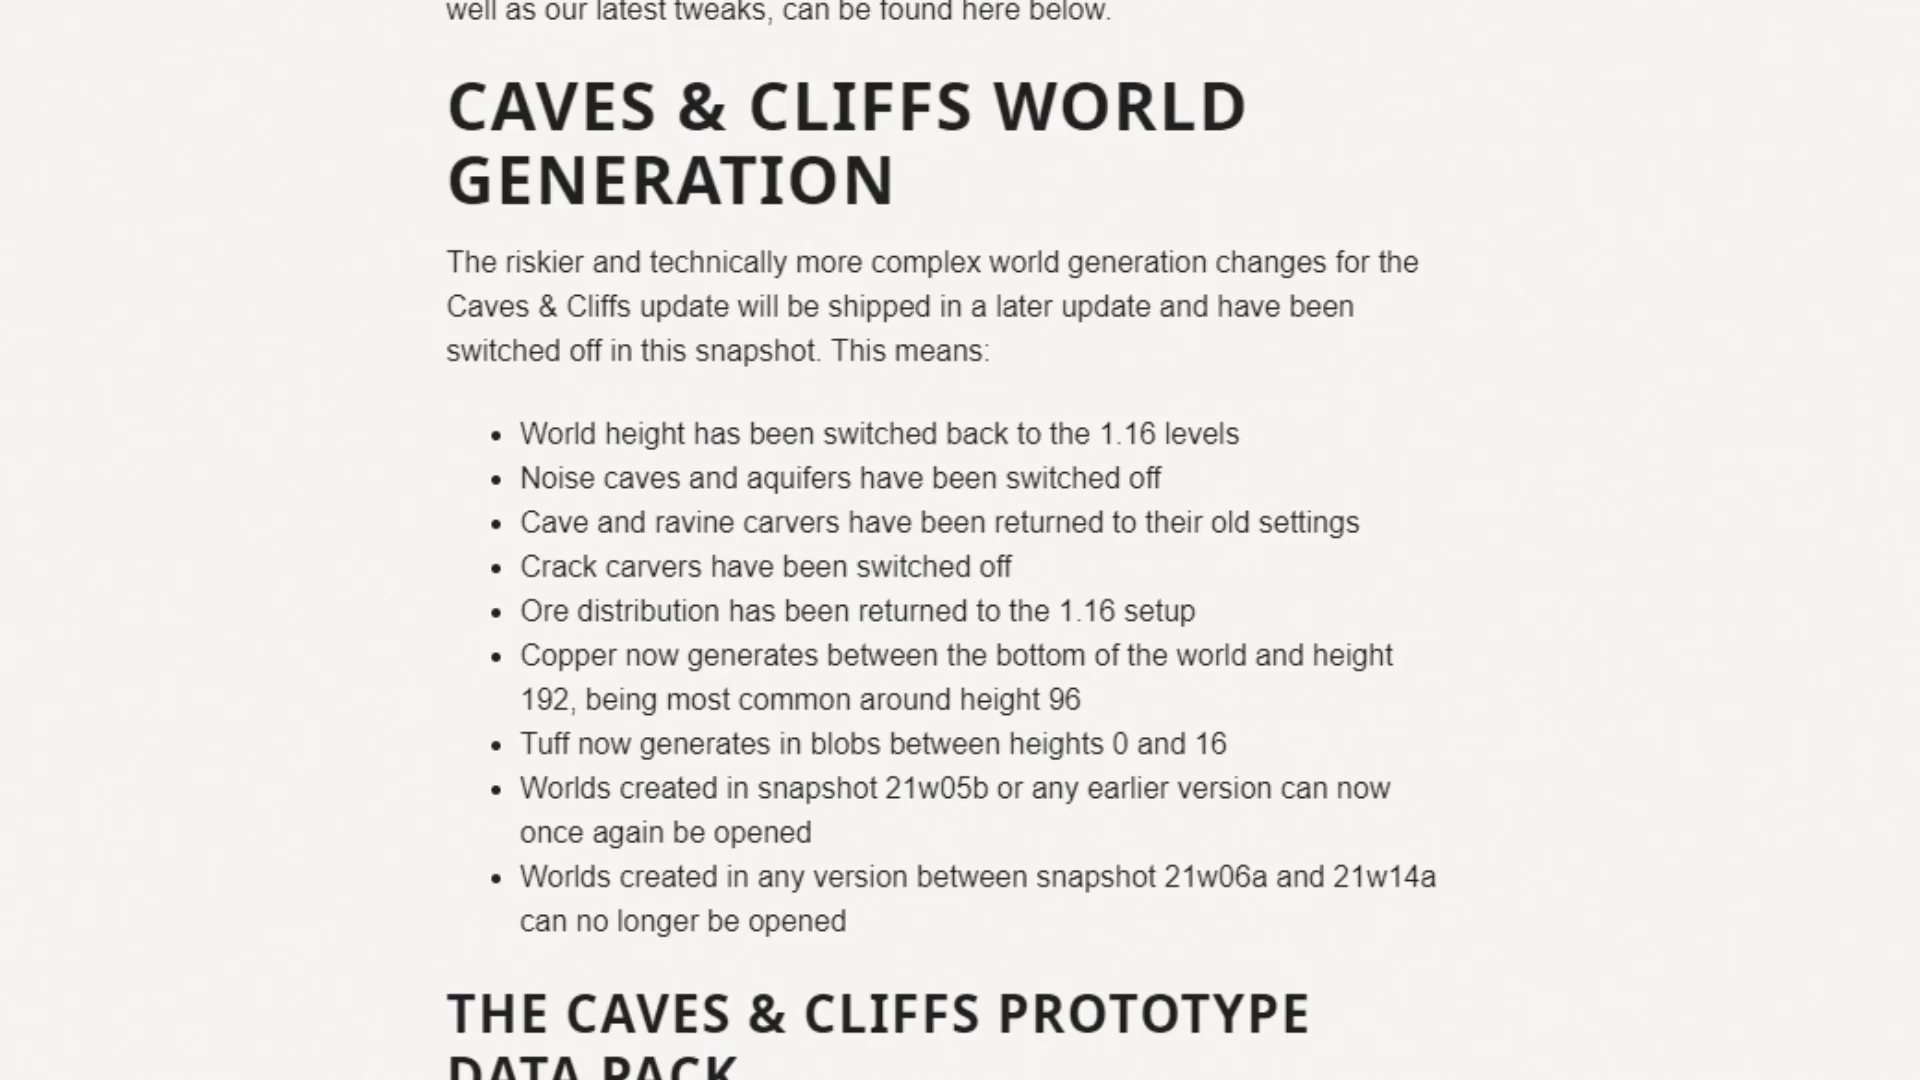 well as our latest tweaks, can be found here below.
CAVES & CLIFFS WORLD
GENERATION
The riskier and technically more complex world generation changes for the
Caves & Cliffs update will be shipped in a later update and have been
switched off in this snapshot. This means:
• World height has been switched back to the 1.16 levels
• Noise caves and aquifers have been switched off
• Cave and ravine carvers have been returned to their old settings
• Crack carvers have been switched off
• Ore distribution has been returned to the 1.16 setup
• Copper now generates between the bottom of the world and height
192, being most common around height 96
• Tuff now generates in blobs between heights 0 and 16
• Worlds created in snapshot 21w05b or any earlier version can now
once again be opened
• Worlds created in any version between snapshot 21w06a and 21w14a
can no longer be opened
THE CAVES & CLIFFS PROTOTYPE
DATA PACK